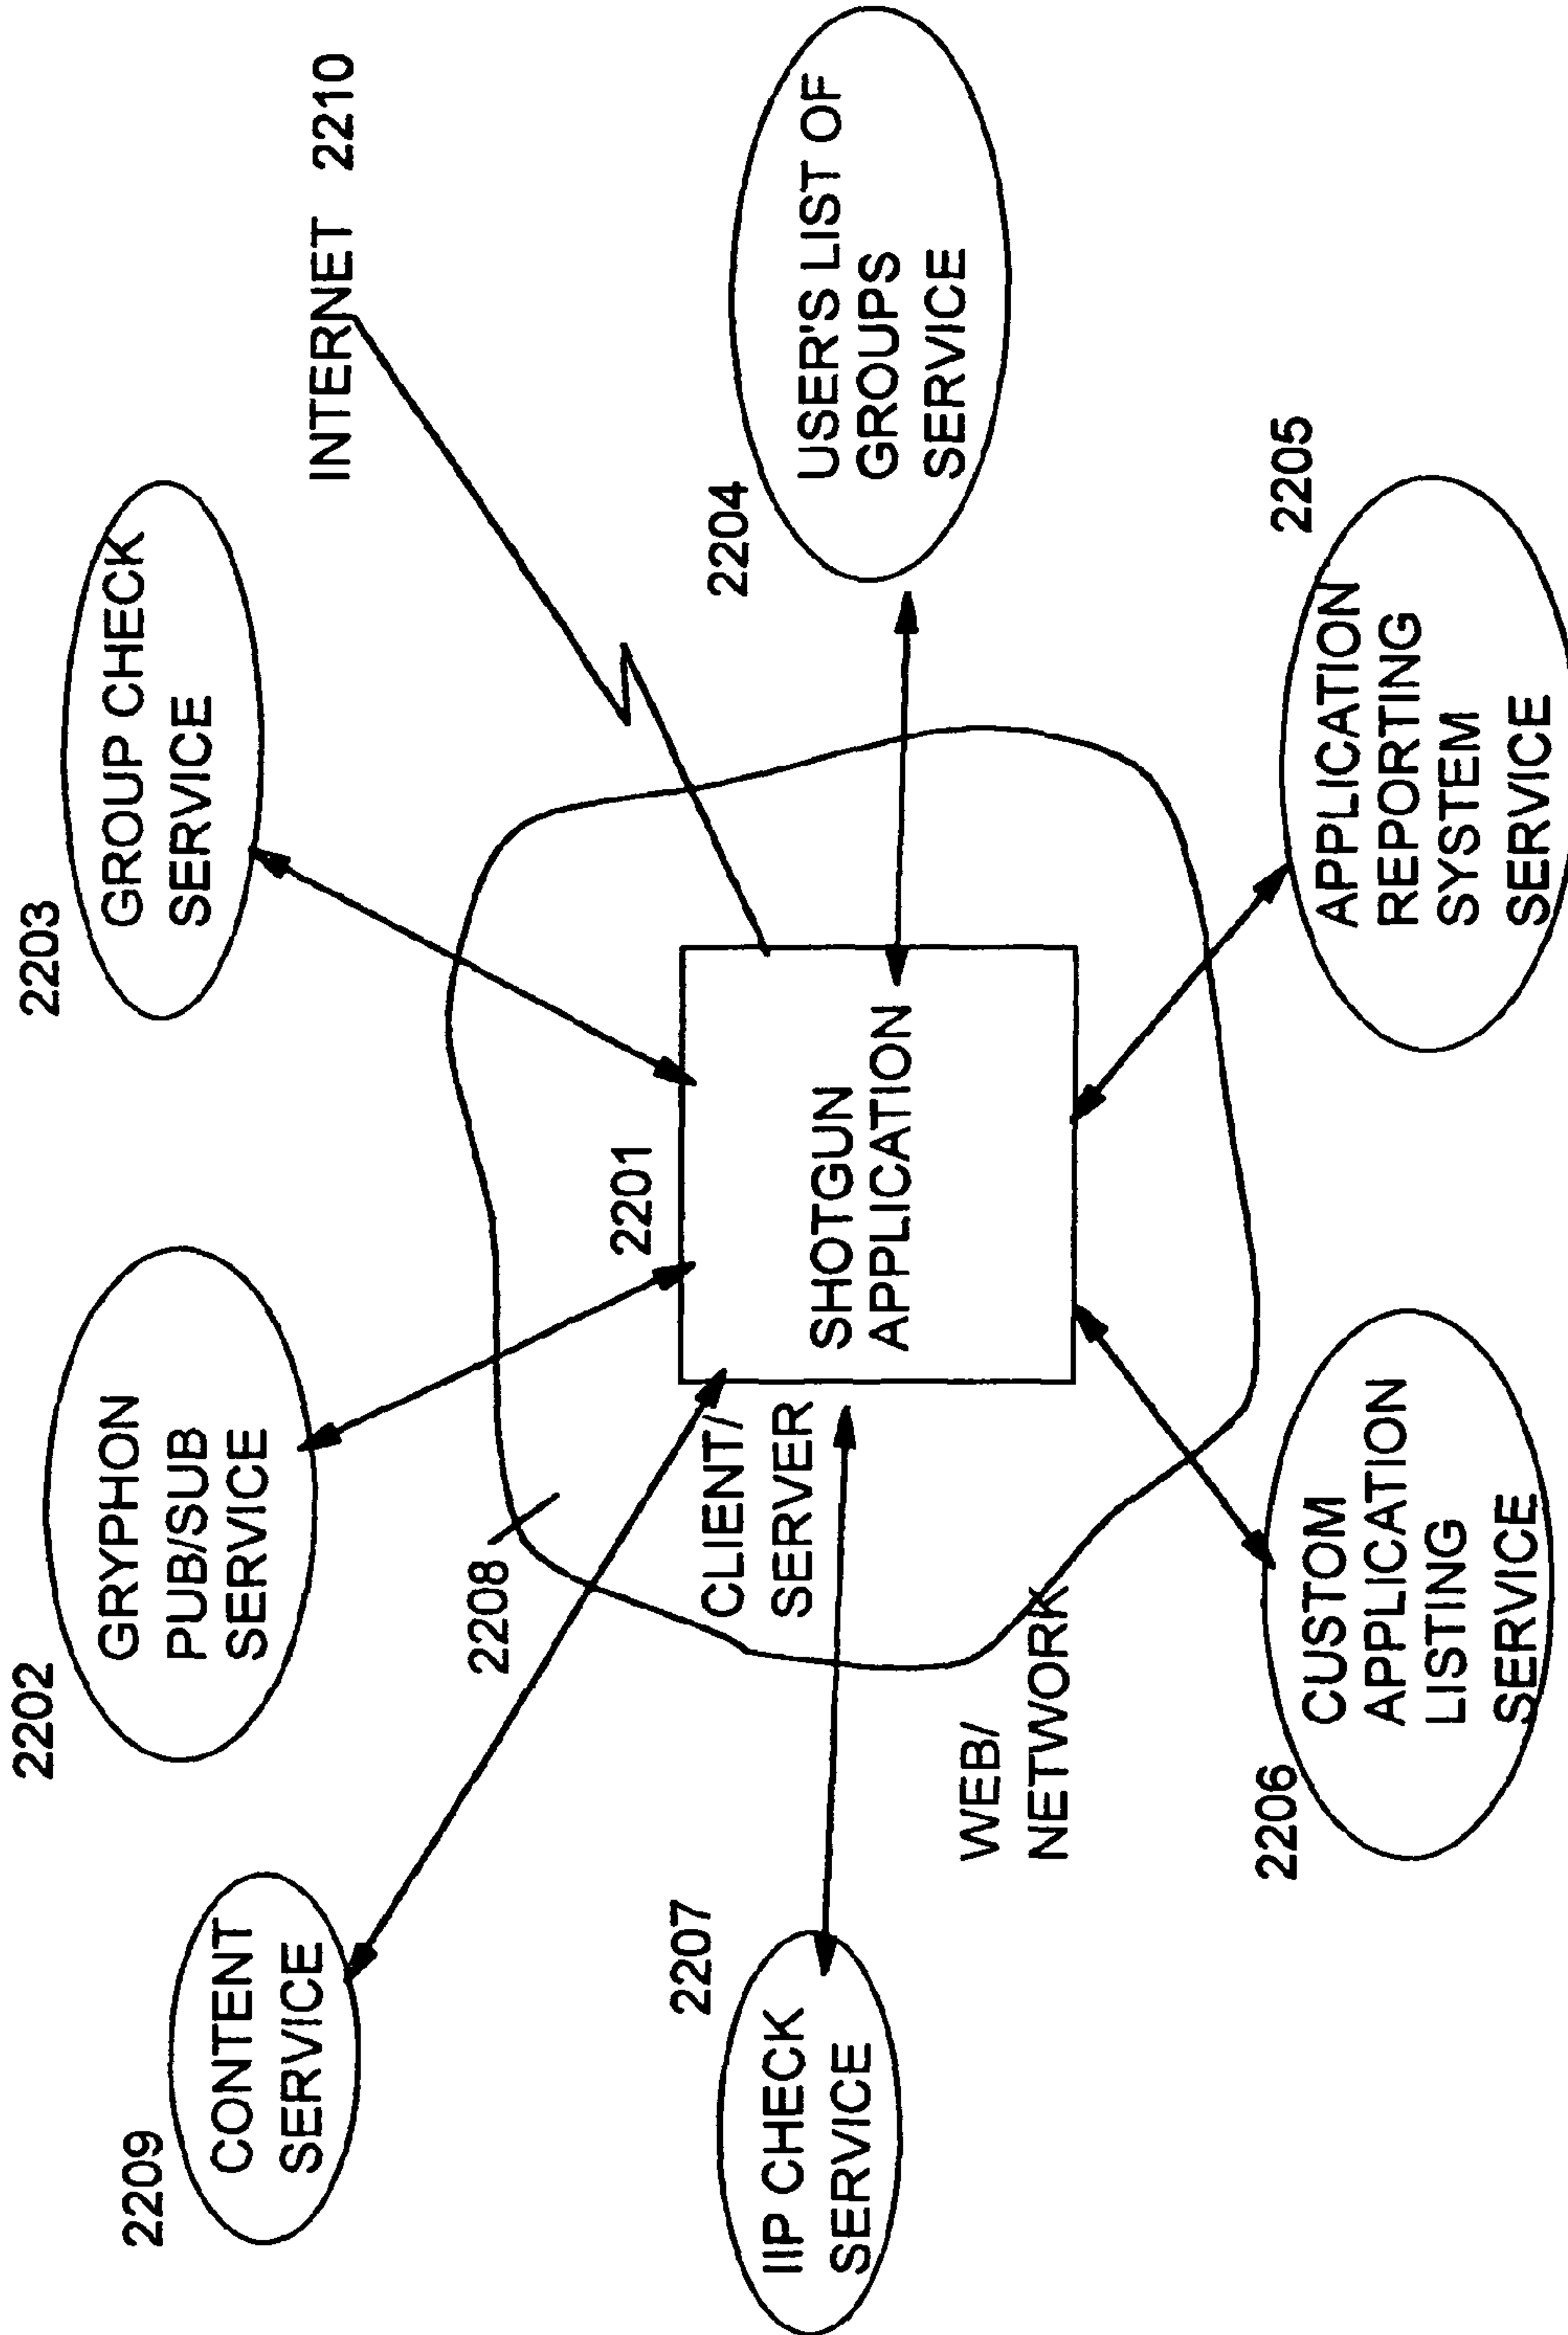 2202
GRYPHON
PUB/SUB
SERVICE
2203
GROUP CHECK
SERVICE
2209
CONTENT
SERVICE
INTERNET 2210
2208
2201
CLIENT/
SERVER
SHOTGUN
APPLICATION
2207
IIP CHECK
SERVICE
2204
USER'S LIST OF
GROUPS
SERVICE
WEB/
NETWORK
2206
CUSTOM
APPLICATION
LISTING
SERVICE
2205
APPLICATION
REPORTING
SYSTEM
SERVICE